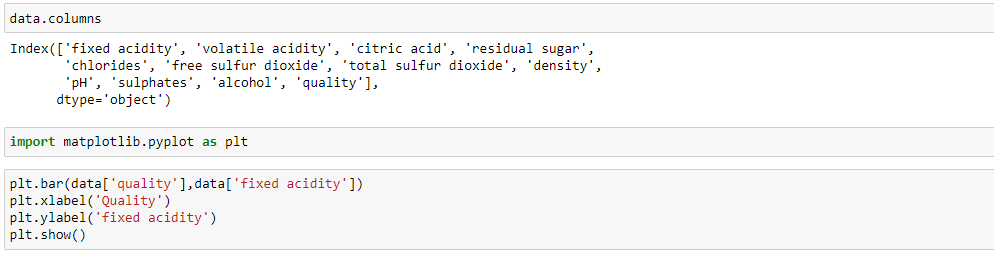 data.columns
Index(['fixed acidity', 'volatile acidity', 'citric acid', 'residual sugar',
       'chlorides', 'free sulfur dioxide', 'total sulfur dioxide', 'density',
       'pH', 'sulphates', 'alcohol', 'quality'],
      dtype='object')
import matplotlib.pyplot as plt
plt.bar(data['quality'],data['fixed acidity'])
plt.xlabel('Quality')
plt.ylabel('fixed acidity')
plt.show()